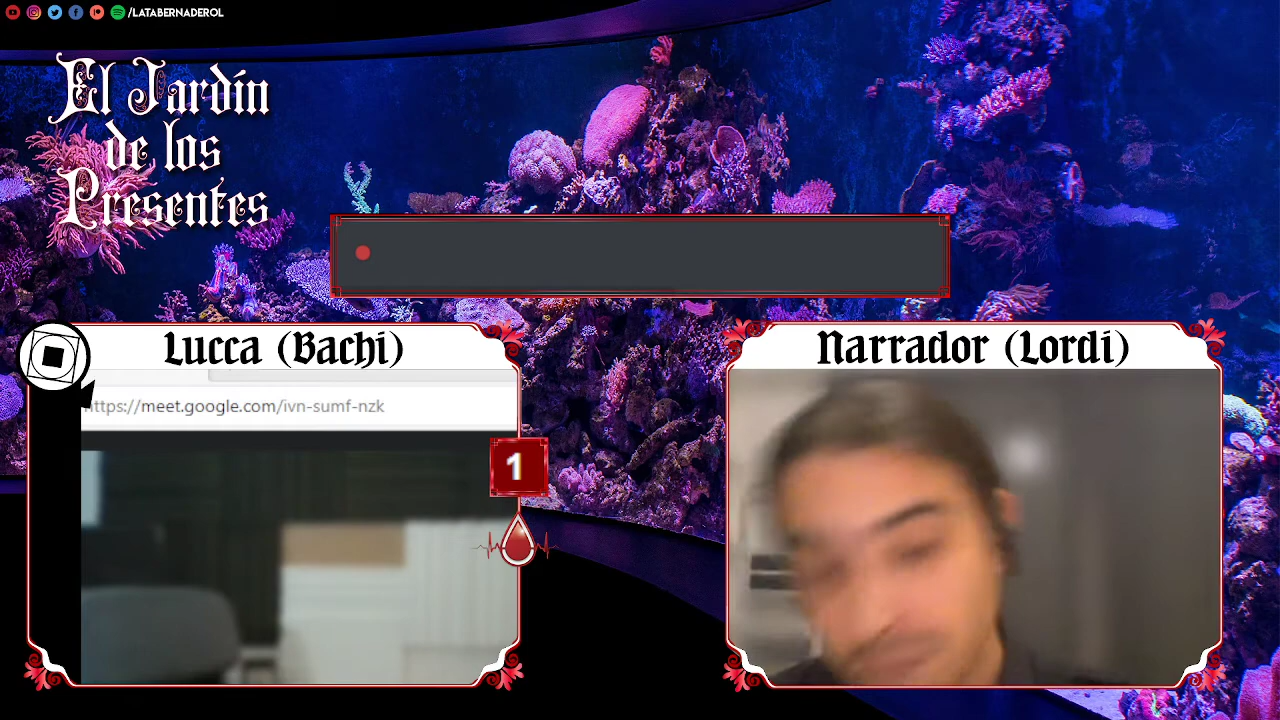 /LATABERNADEROL
El Jardín
de los
Presentes
Lucca (Bachi)
Narrador (Lordi)
https://meet.google.com/ivn-sumf-nzk
1